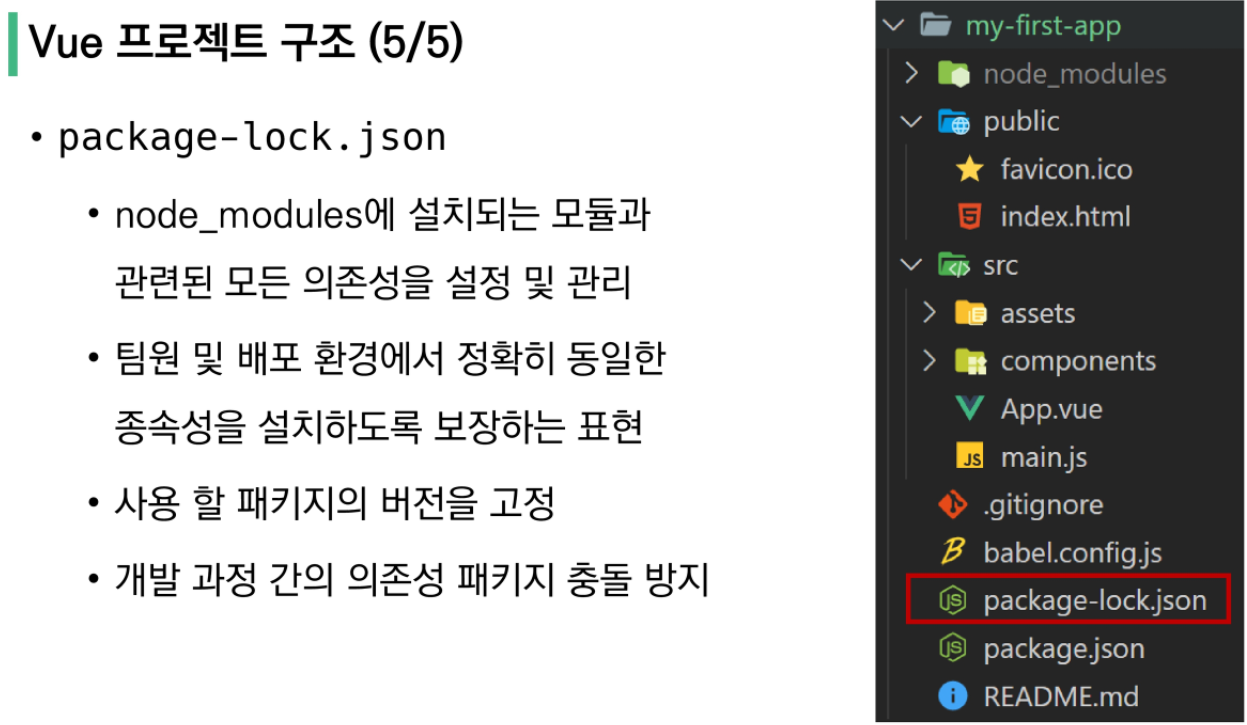 Vue 프로젝트 구조 (5/5)
• package-lock.json
• node_modules에 설치되는 모듈과
관련된 모든 의존성을 설정 및 관리
• 팀원 및 배포 환경에서 정확히 동일한
종속성을 설치하도록 보장하는 표현
• 사용 할 패키지의 버전을 고정
• 개발 과정 간의 의존성 패키지 충돌 방지
my-first-app
node_modules
public
favicon.ico
index.html
src
assets
components
App.vue
JS main.js
.gitignore
babel.config.js
package-lock.json
package.json
README.md